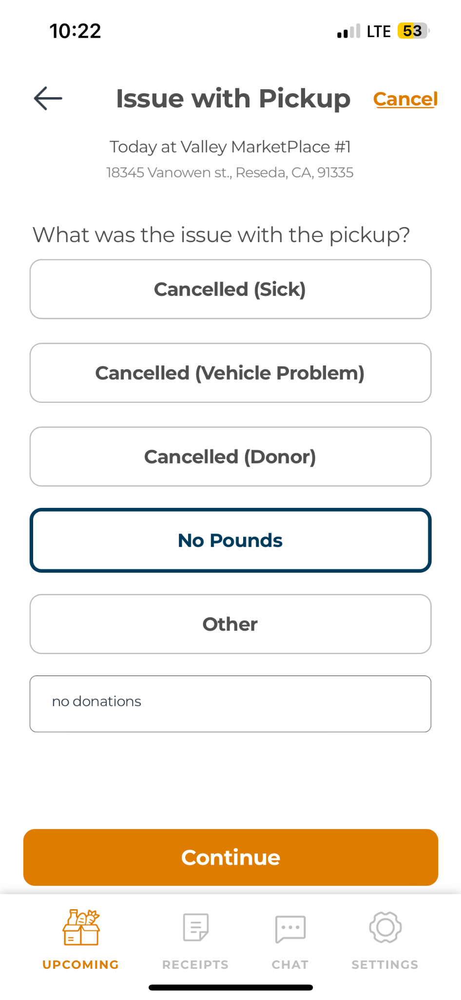 10:22
LTE 53
Issue with Pickup
Cancel
Today at Valley MarketPlace #1
18345 Vanowen st., Reseda, CA, 91335
What was the issue with the pickup?
Cancelled (Sick)
Cancelled (Vehicle Problem)
Cancelled (Donor)
No Pounds
Other
no donations
Continue
UPCOMING
RECEIPTS
CHAT
SETTINGS